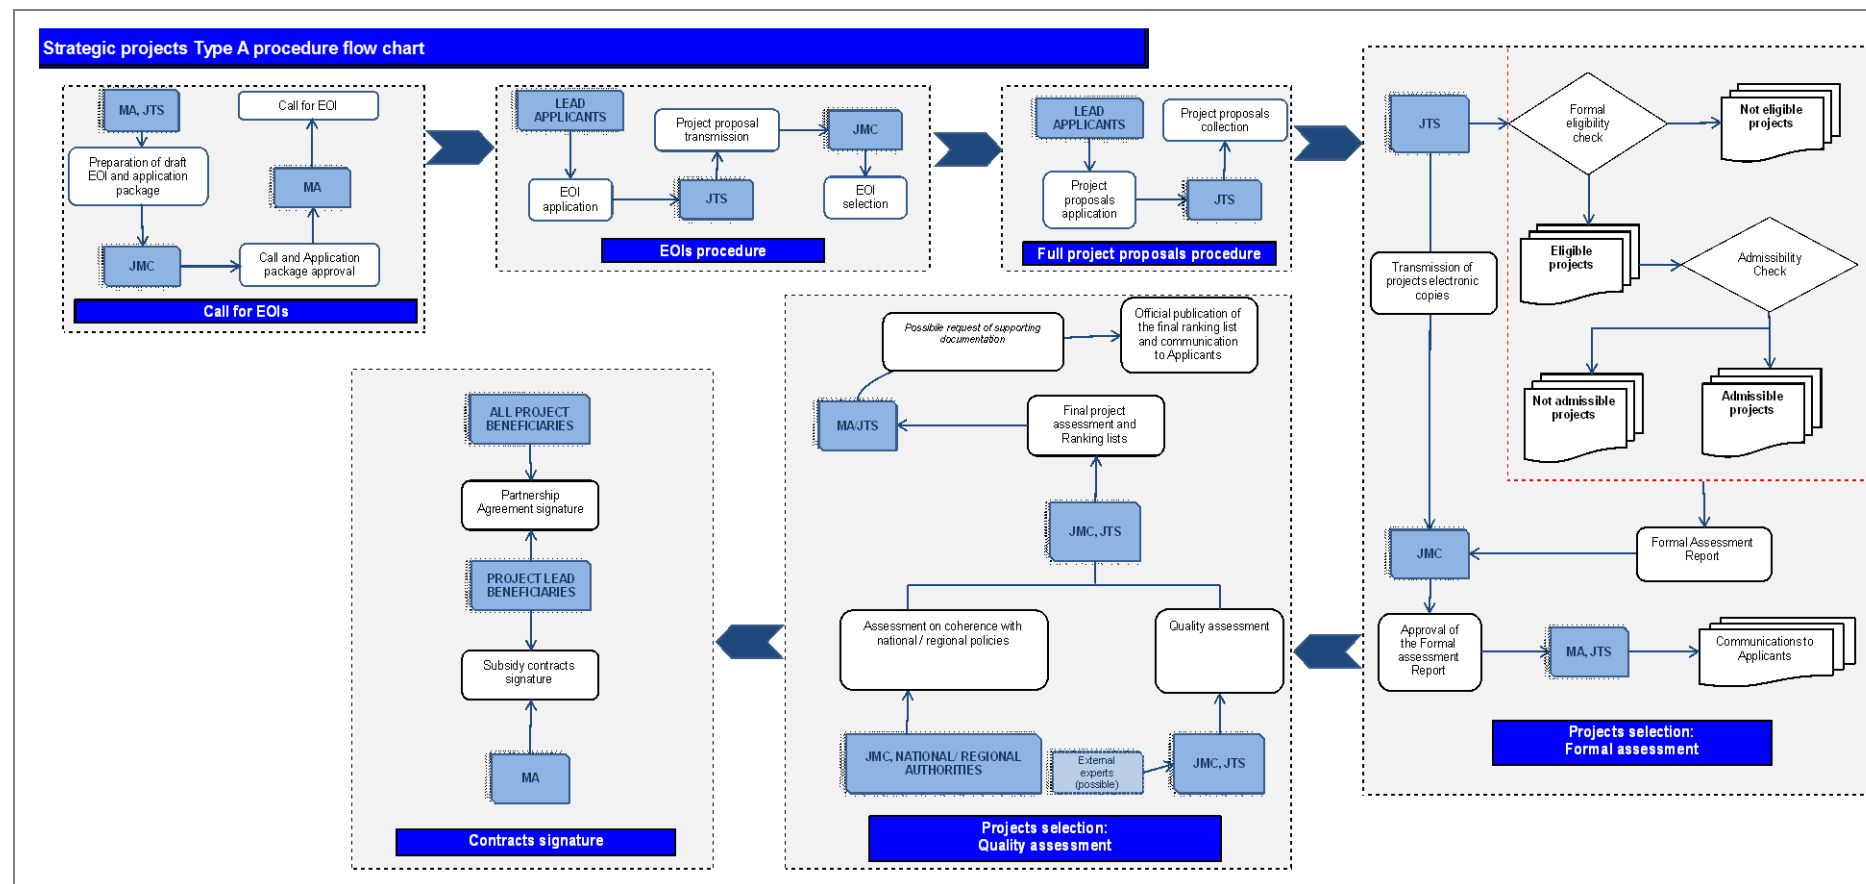 Strategic projects Type A procedure flow chart
MA, JTS
Preparation of draft
EOI and application
package
JMC
Call and Application
package approval
MA
Call for EOI
Call for EOIs
LEAD
APPLICANTS
EOI
application
JTS
Project proposal
transmission
JMC
EOI
selection
EOIs procedure
LEAD
APPLICANTS
Project
proposals
application
JTS
Project proposals
collection
Full project proposals procedure
JTS
Formal
eligibility
check
Not eligible
projects
Eligible
projects
Admissibility
Check
Not admissible
projects
Admissible
projects
Transmission of
projects electronic
copies
JMC
Formal Assessment
Report
Approval of
the Formal
assessment
Report
MA, JTS
Communications to
Applicants
Projects selection:
Formal assessment
Possibile request of supporting
documentation
Official publication of
the final ranking list
and communication
to Applicants
MA/JTS
Final project
assessment and
Ranking lists
JMC, JTS
Assessment on coherence with
national / regional policies
Quality assessment
JMC, NATIONAL/ REGIONAL
AUTHORITIES
External
experts
(possible)
JMC, JTS
Projects selection:
Quality assessment
ALL PROJECT
BENEFICIARIES
Partnership
Agreement signature
PROJECT LEAD
BENEFICIARIES
Subsidy contracts
signature
MA
Contracts signature